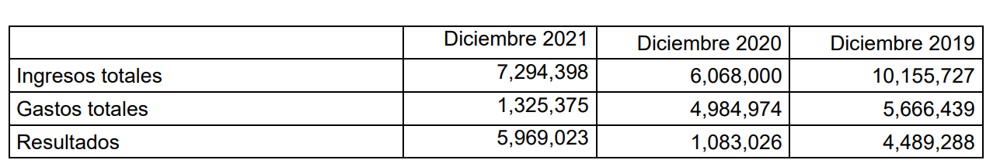 Diciembre 2021 Diciembre 2020 Diciembre 2019
Ingresos totales 7,294,398 6,068,000 10,155,727
Gastos totales 1,325,375 4,984,974 5,666,439
Resultados 5,969,023 1,083,026 4,489,288